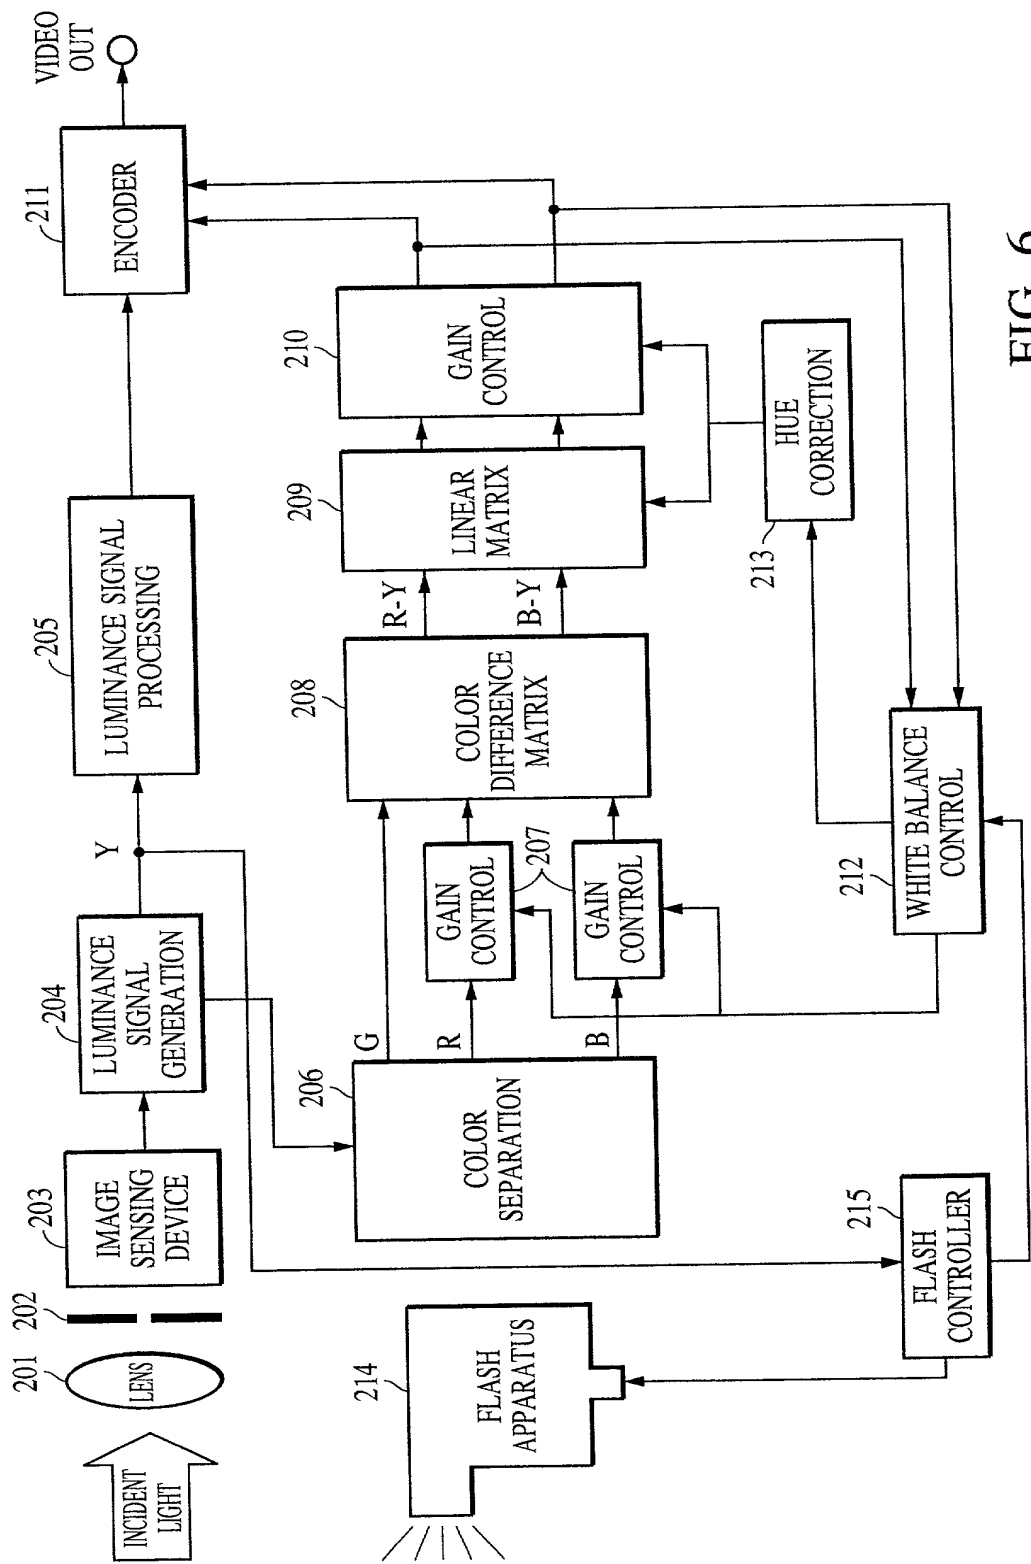 INCIDENT
LIGHT
201
LENS
202
203
IMAGE
SENSING
DEVICE
204
LUMINANCE
SIGNAL
GENERATION
Y
205
LUMINANCE SIGNAL
PROCESSING
211
ENCODER
VIDEO
OUT
206
COLOR
SEPARATION
G
R
B
GAIN
CONTROL
207
GAIN
CONTROL
208
COLOR
DIFFERENCE
MATRIX
R-Y
B-Y
209
LINEAR
MATRIX
210
GAIN
CONTROL
213
HUE
CORRECTION
212
WHITE BALANCE
CONTROL
214
FLASH
APPARATUS
215
FLASH
CONTROLLER
FIG. 6